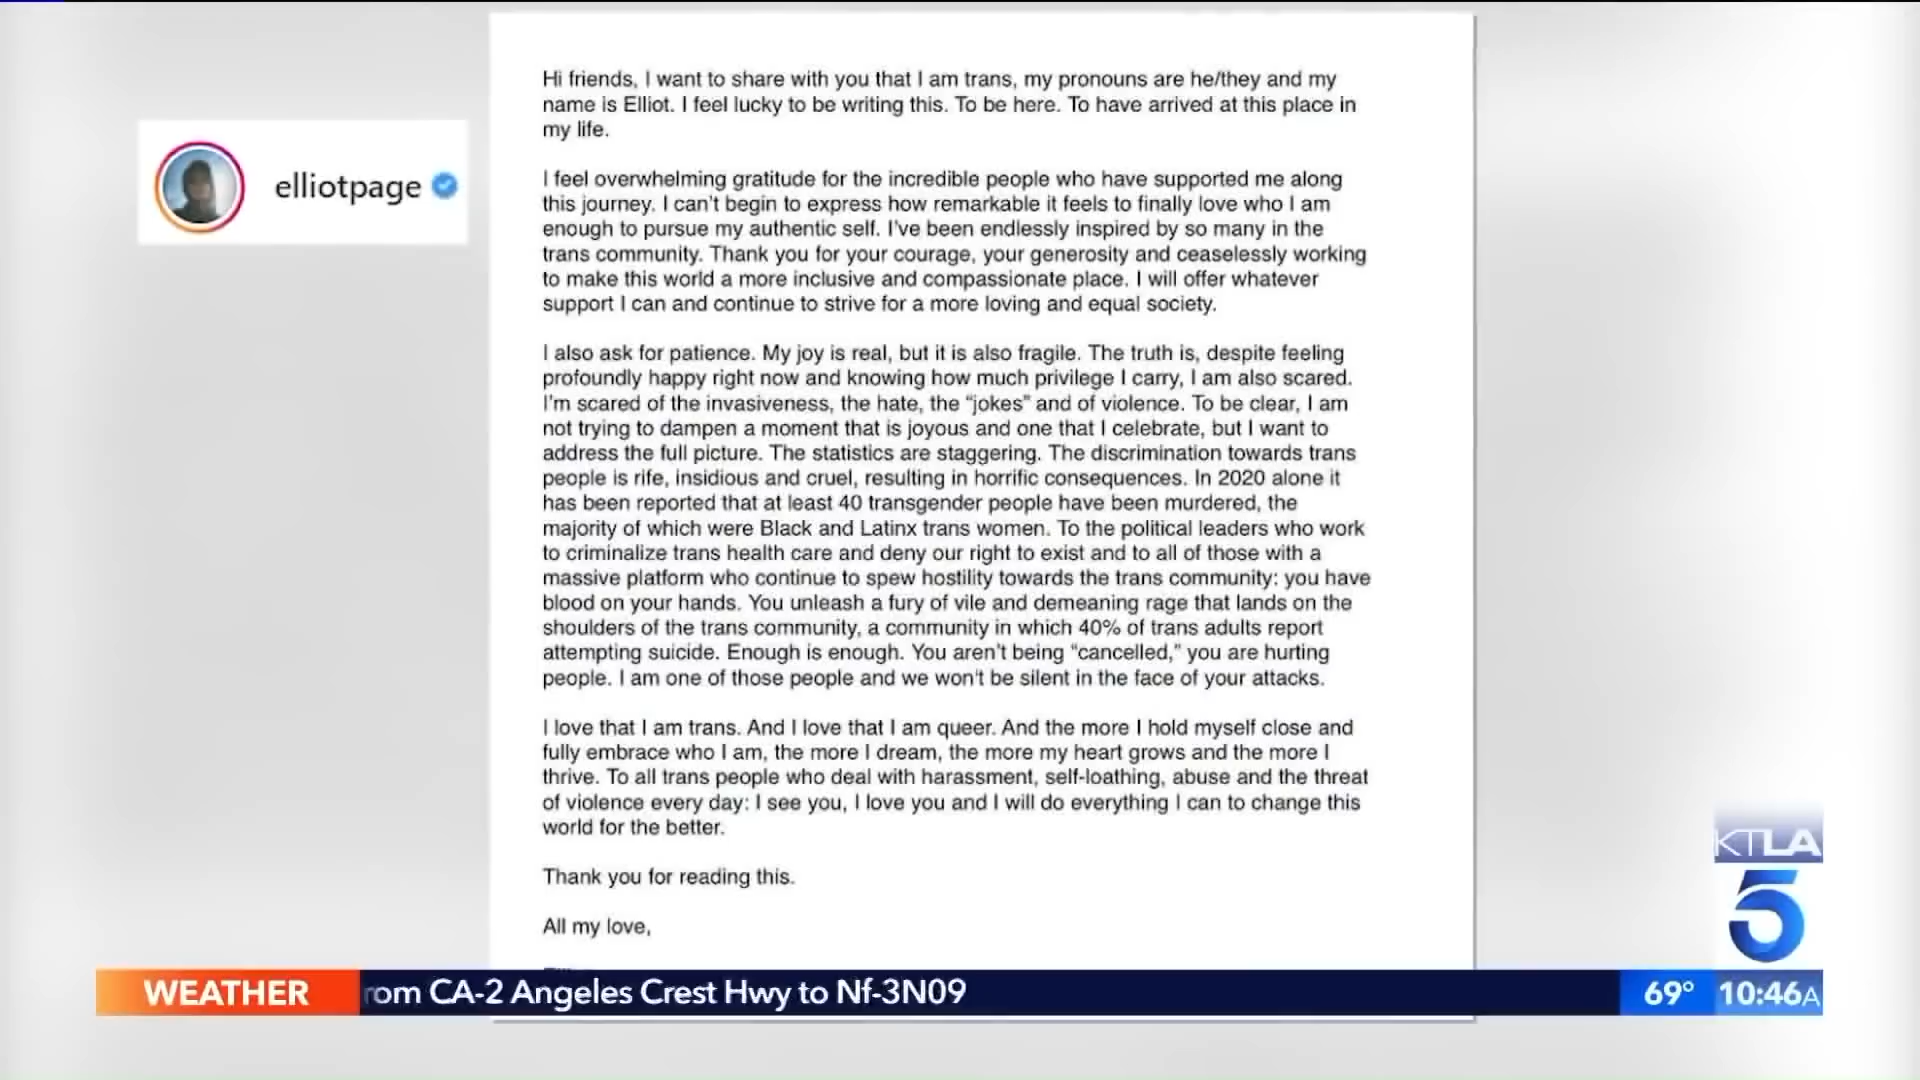 Hi friends, I want to share with you that I am trans, my pronouns are he/they and my
name is Elliot. I feel lucky to be writing this. To be here. To have arrived at this place in
my life.
elliotpage
I feel overwhelming gratitude for the incredible people who have supported me along
this journey. I can't begin to express how remarkable it feels to finally love who I am
enough to pursue my authentic self. I've been endlessly inspired by so many in the
trans community. Thank you for your courage, your generosity and ceaselessly working
to make this world a more inclusive and compassionate place. I will offer whatever
support I can and continue to strive for a more loving and equal society.
I also ask for patience. My joy is real, but it is also fragile. The truth is, despite feeling
profoundly happy right now and knowing how much privilege I carry, I am also scared.
I'm scared of the invasiveness, the hate, the "jokes" and of violence. To be clear, I am
not trying to dampen a moment that is joyous and one that I celebrate, but I want to
address the full picture. The statistics are staggering. The discrimination towards trans
people is rife, insidious and cruel, resulting in horrific consequences. In 2020 alone it
has been reported that at least 40 transgender people have been murdered, the
majority of which were Black and Latinx trans women. To the political leaders who work
to criminalize trans health care and deny our right to exist and to all of those with a
massive platform who continue to spew hostility towards the trans community: you have
blood on your hands. You unleash a fury of vile and demeaning rage that lands on the
shoulders of the trans community, a community in which 40% of trans adults report
attempting suicide. Enough is enough. You aren't being "cancelled," you are hurting
people. I am one of those people and we won't be silent in the face of your attacks.
I love that I am trans. And I love that I am queer. And the more I hold myself close and
fully embrace who I am, the more I dream, the more my heart grows and the more I
thrive. To all trans people who deal with harassment, self-loathing, abuse and the threat
of violence every day: I see you, I love you and I will do everything I can to change this
world for the better.
Thank you for reading this.
All my love,
KTLA
5
WEATHER
rom CA-2 Angeles Crest Hwy to Nf-3N09
69° 10:46A